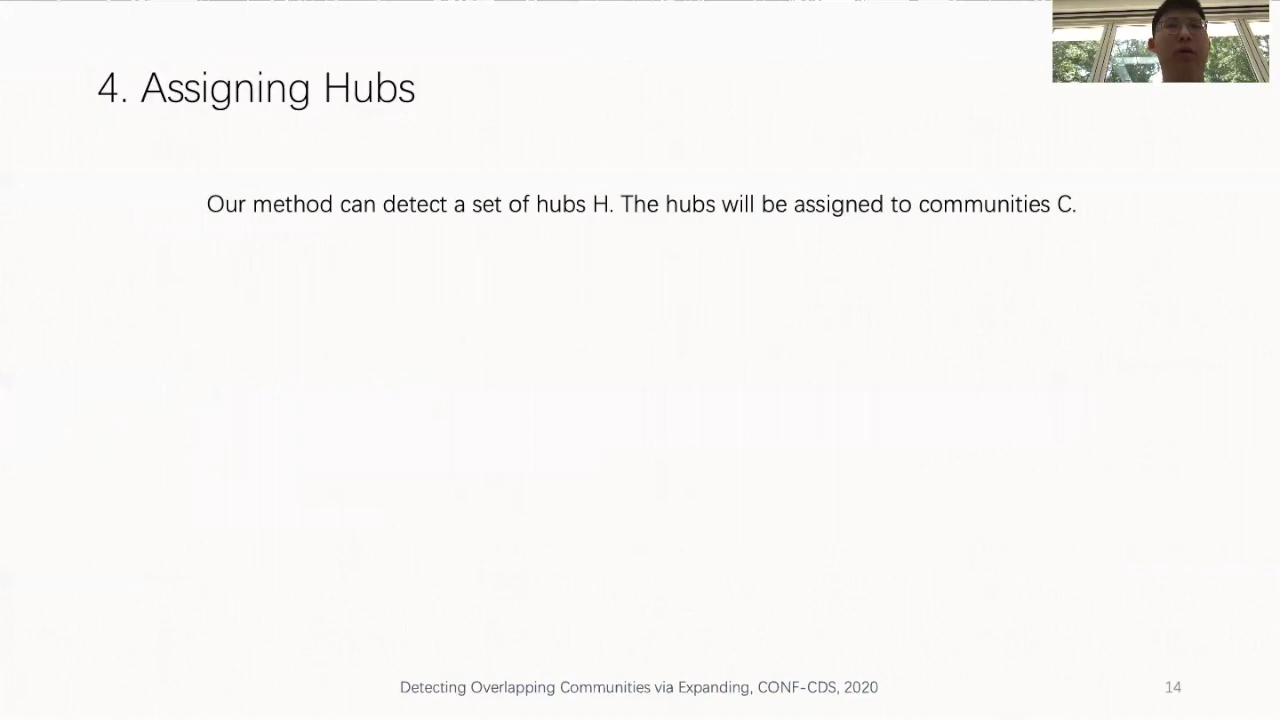 4. Assigning Hubs
Our method can detect a set of hubs H. The hubs will be assigned to communities C.
Detecting Overlapping Communities via Expanding, CONF-CDS, 2020
14